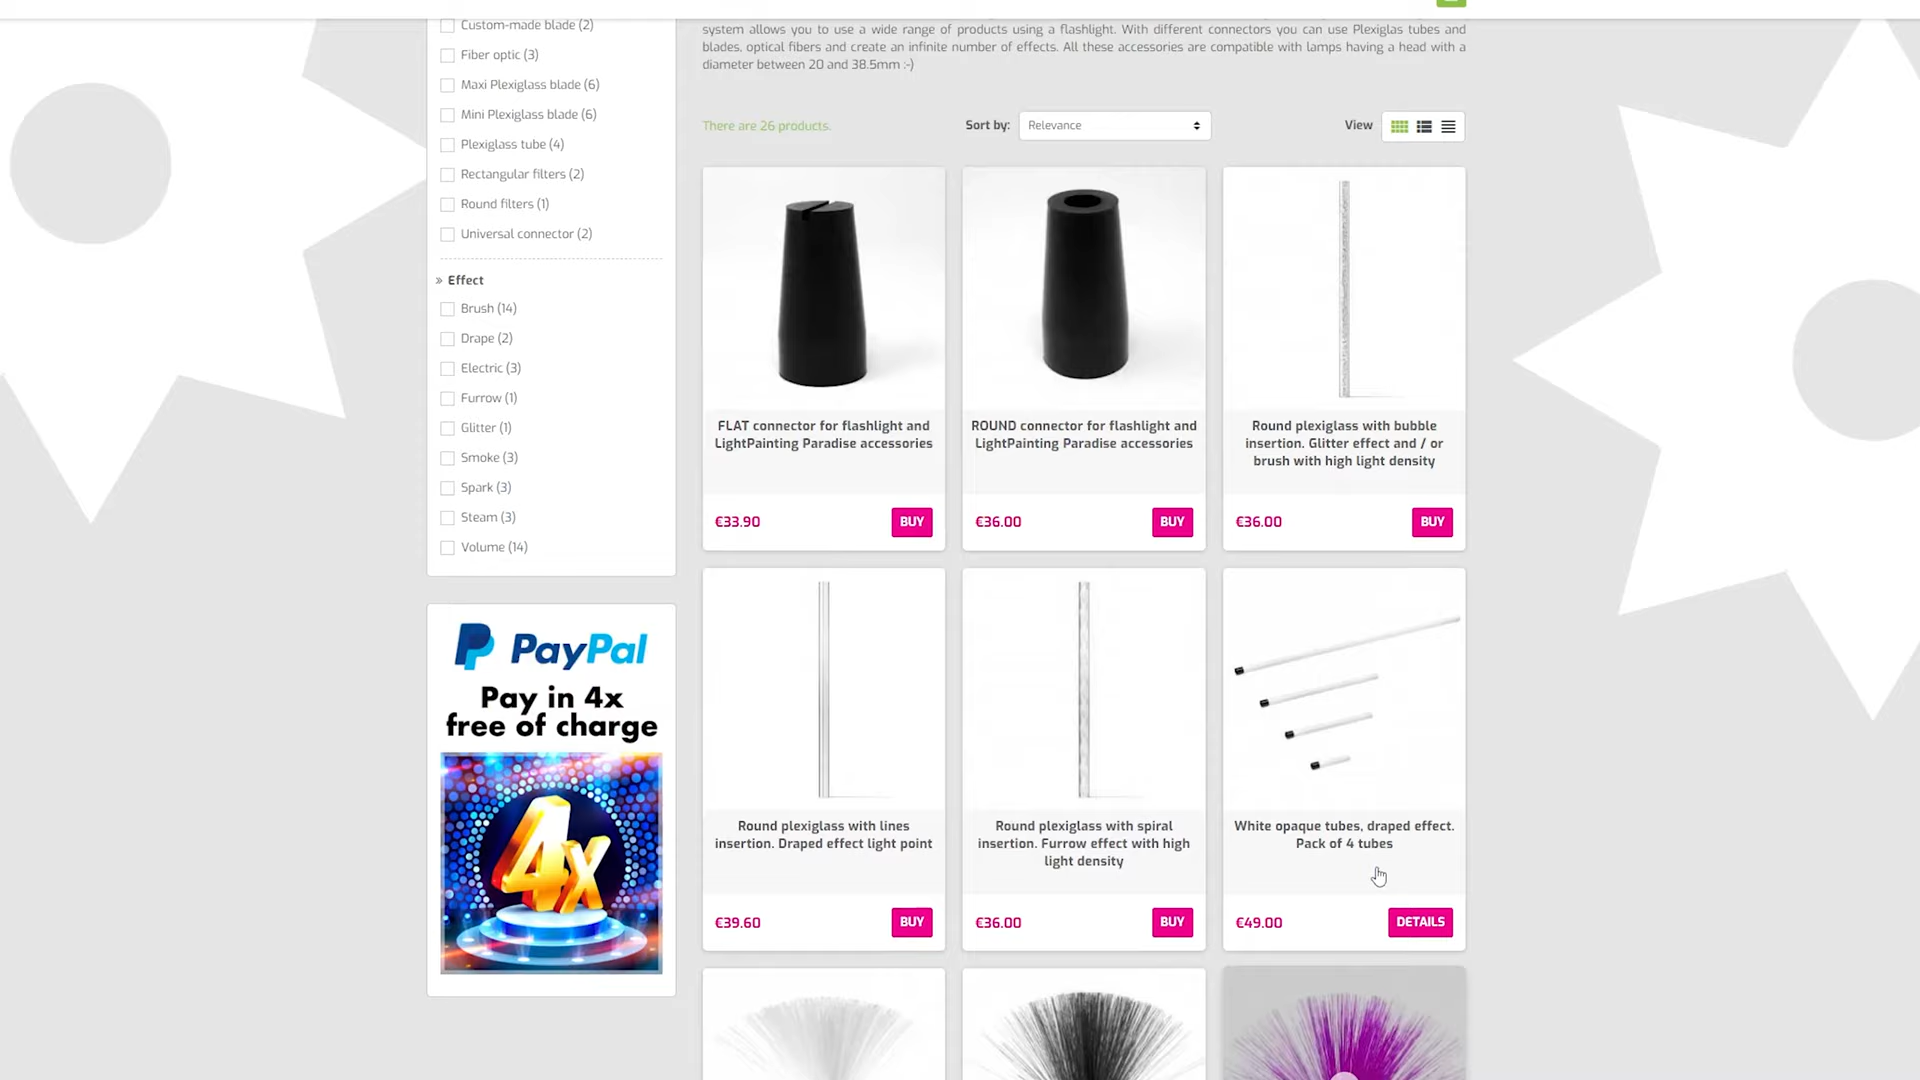 Custom-made blade (2)
Fiber optic (3)
Maxi Plexiglass blade (6)
Mini Plexiglass blade (6)
Plexiglass tube (4)
Rectangular filters (2)
Round filters (1)
Universal connector (2)
» Effect
Brush (14)
Drape (2)
Electric (3)
Furrow (1)
Glitter (1)
Smoke (3)
Spark (3)
Steam (3)
Volume (14)
PayPal
Pay in 4x
free of charge
4x
system allows you to use a wide range of products using a flashlight. With different connectors you can use Plexiglas tubes and
blades, optical fibers and create an infinite number of effects. All these accessories are compatible with lamps having a head with a
diameter between 20 and 38.5mm :-)
There are 26 products.
Sort by: Relevance
View
FLAT connector for flashlight and
LightPainting Paradise accessories
€33.90 BUY
ROUND connector for flashlight and
LightPainting Paradise accessories
€36.00 BUY
Round plexiglass with bubble
insertion. Glitter effect and / or
brush with high light density
€36.00 BUY
Round plexiglass with lines
insertion. Draped effect light point
€39.60 BUY
Round plexiglass with spiral
insertion. Furrow effect with high
light density
€36.00 BUY
White opaque tubes, draped effect.
Pack of 4 tubes
€49.00 DETAILS